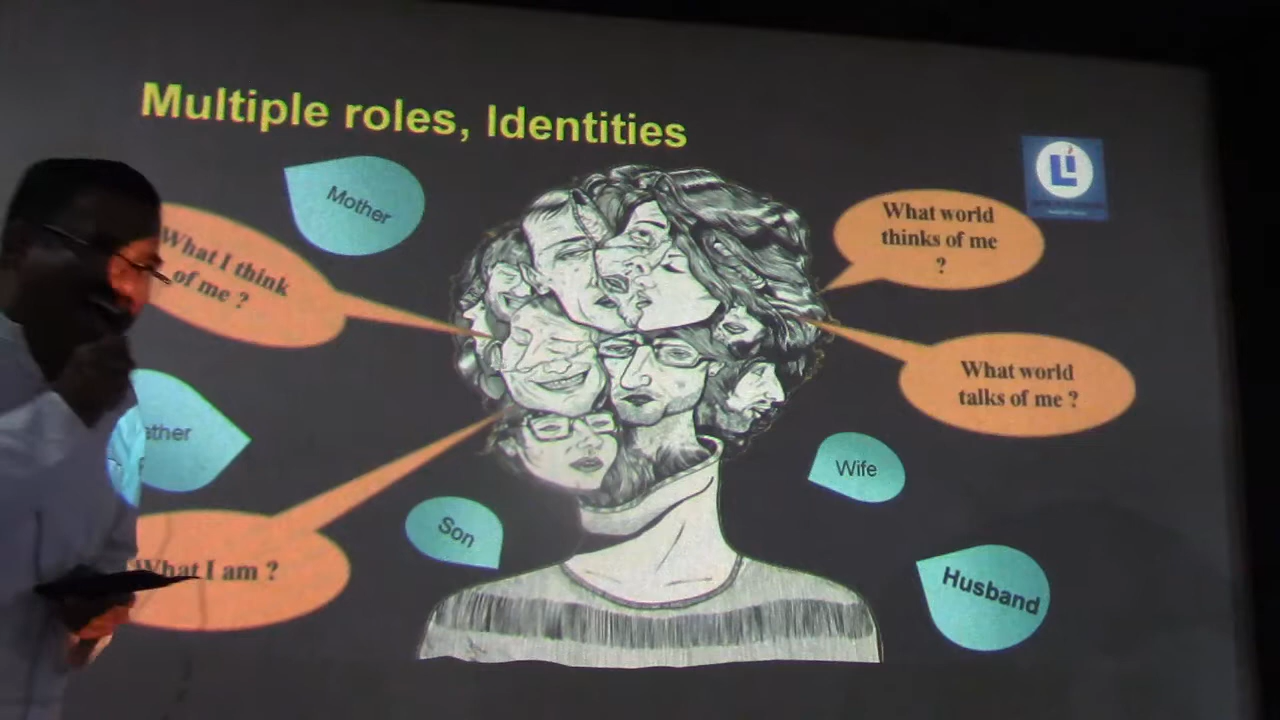 Multiple roles, Identities
Mother
What I think
of me ?
What world
thinks of me
?
What world
talks of me ?
ather
Wife
Son
What I am ?
Husband